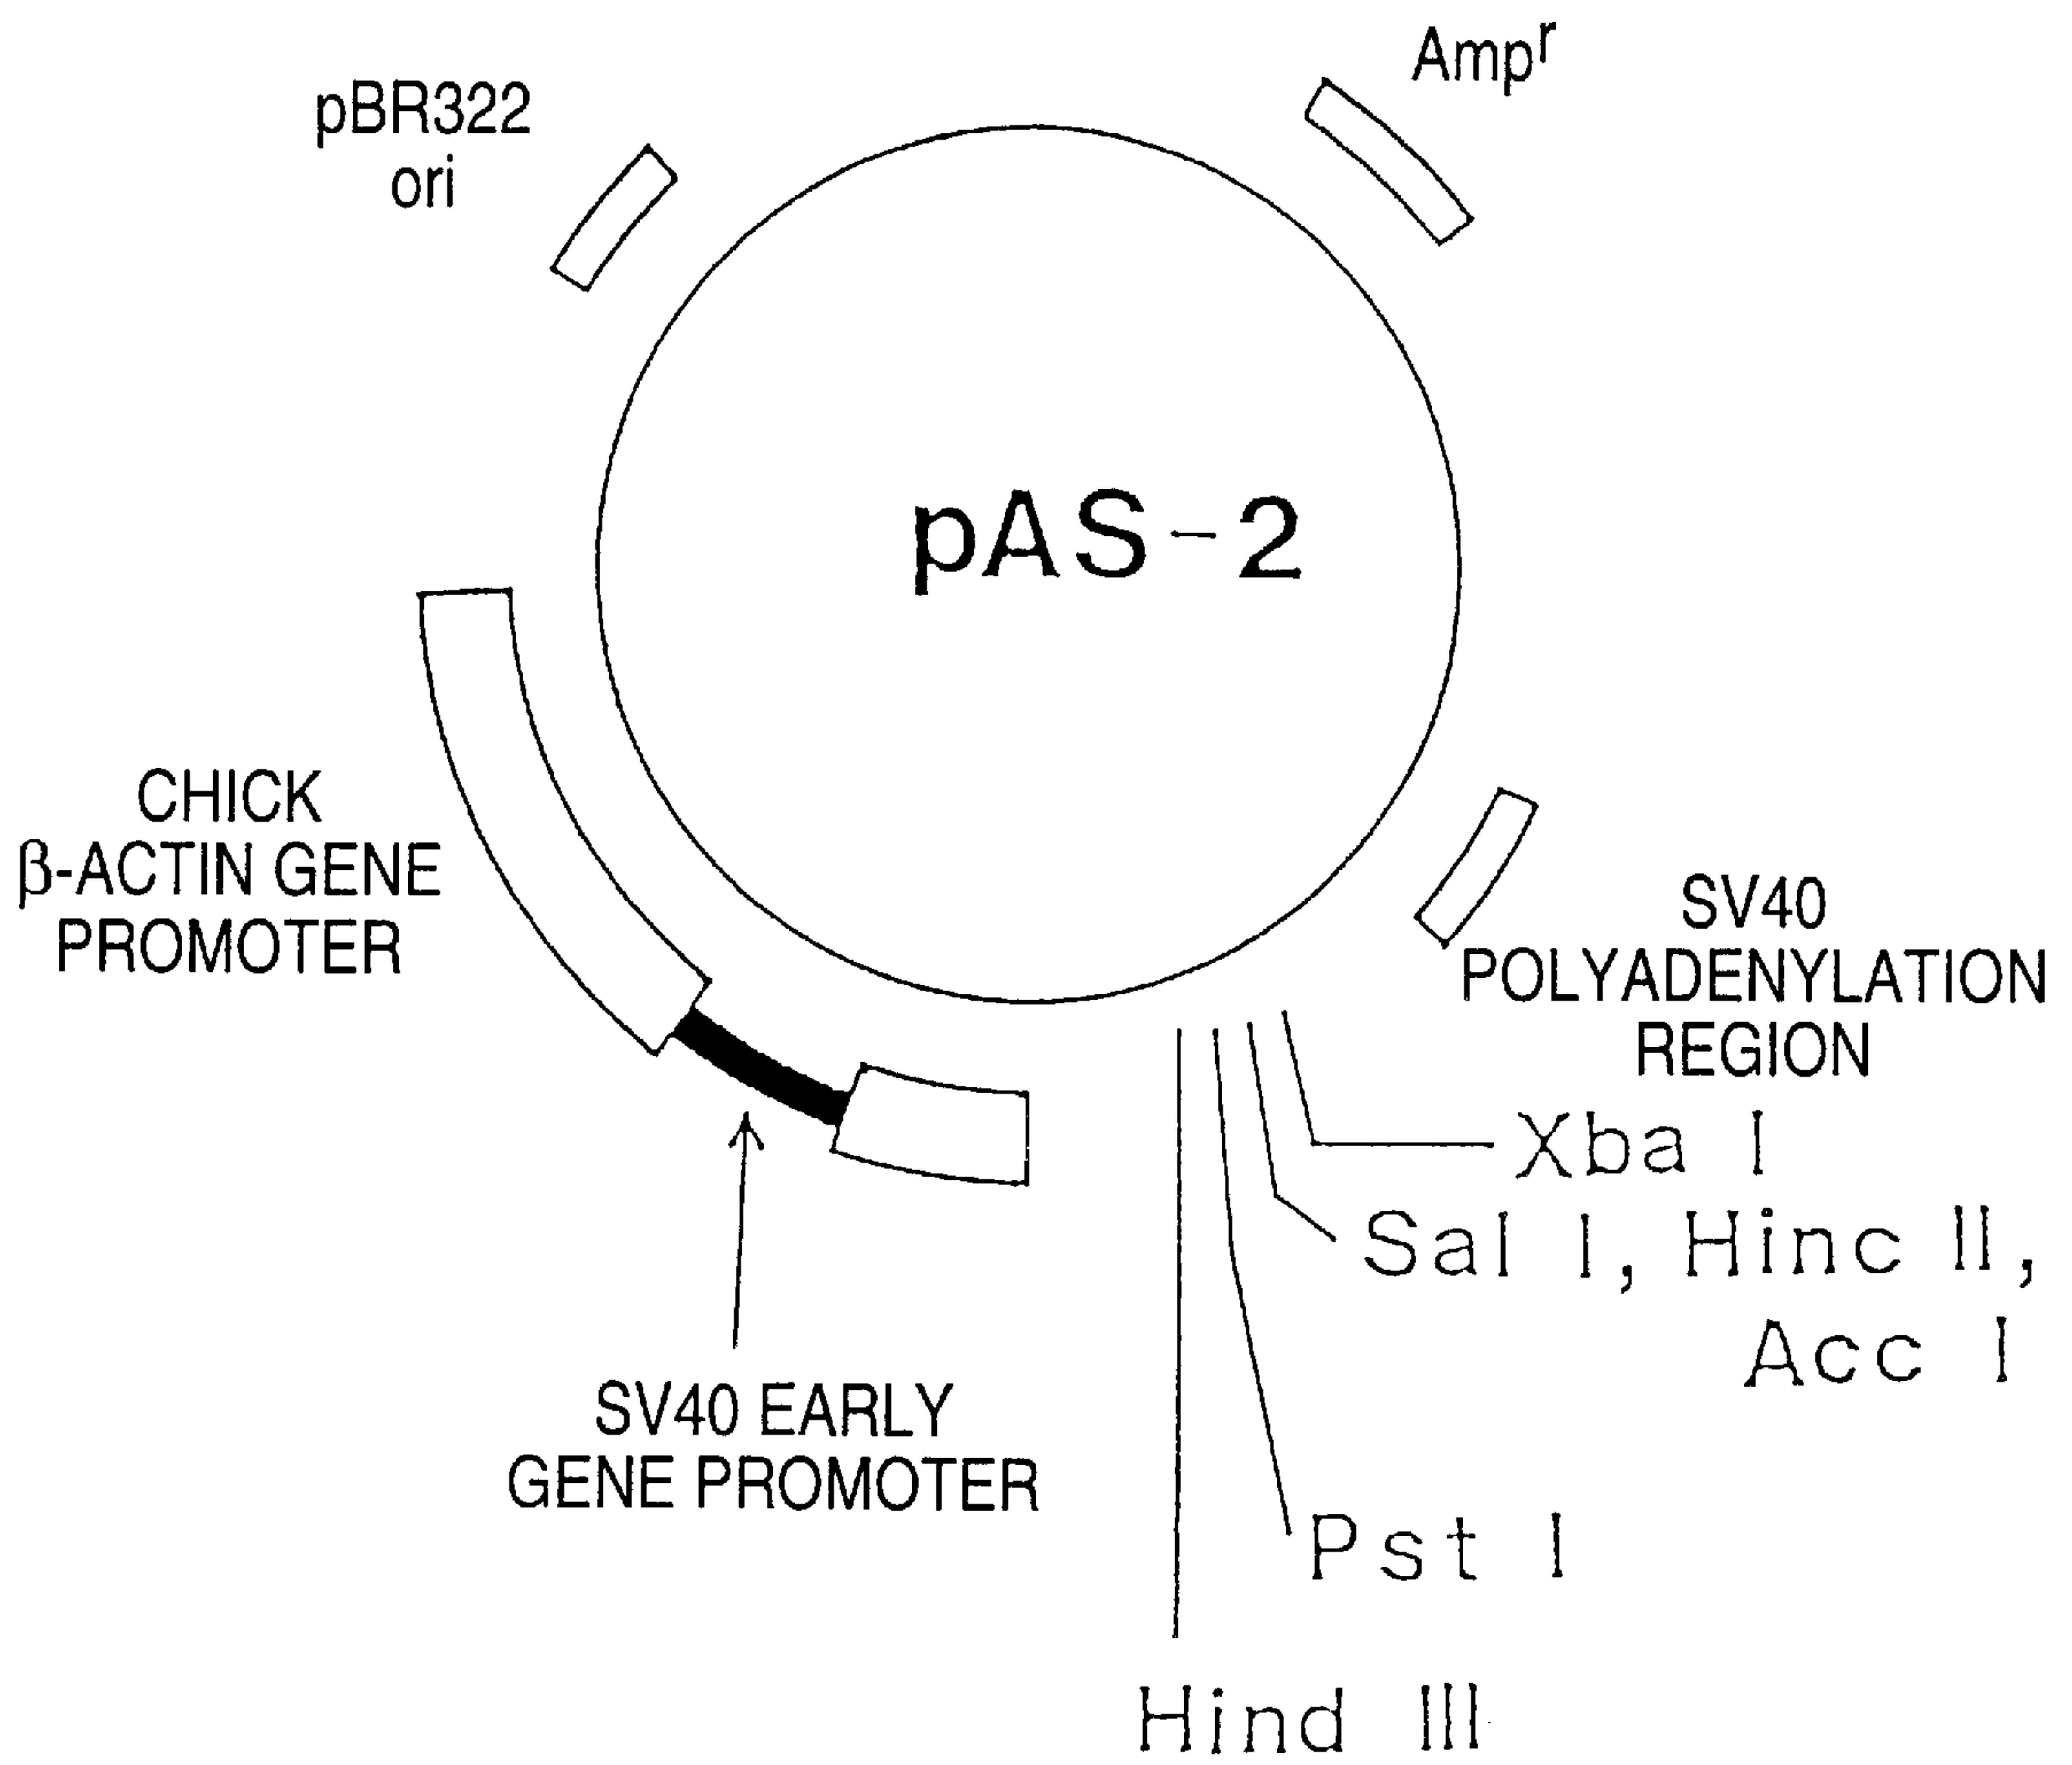 Ampʳ
pBR322
ori
pAS-2
CHICK
β-ACTIN GENE
PROMOTER
SV40
POLYADENYLATION
REGION
Xba I
Sal I, Hinc II,
Acc I
SV40 EARLY
GENE PROMOTER
Pst I
Hind III